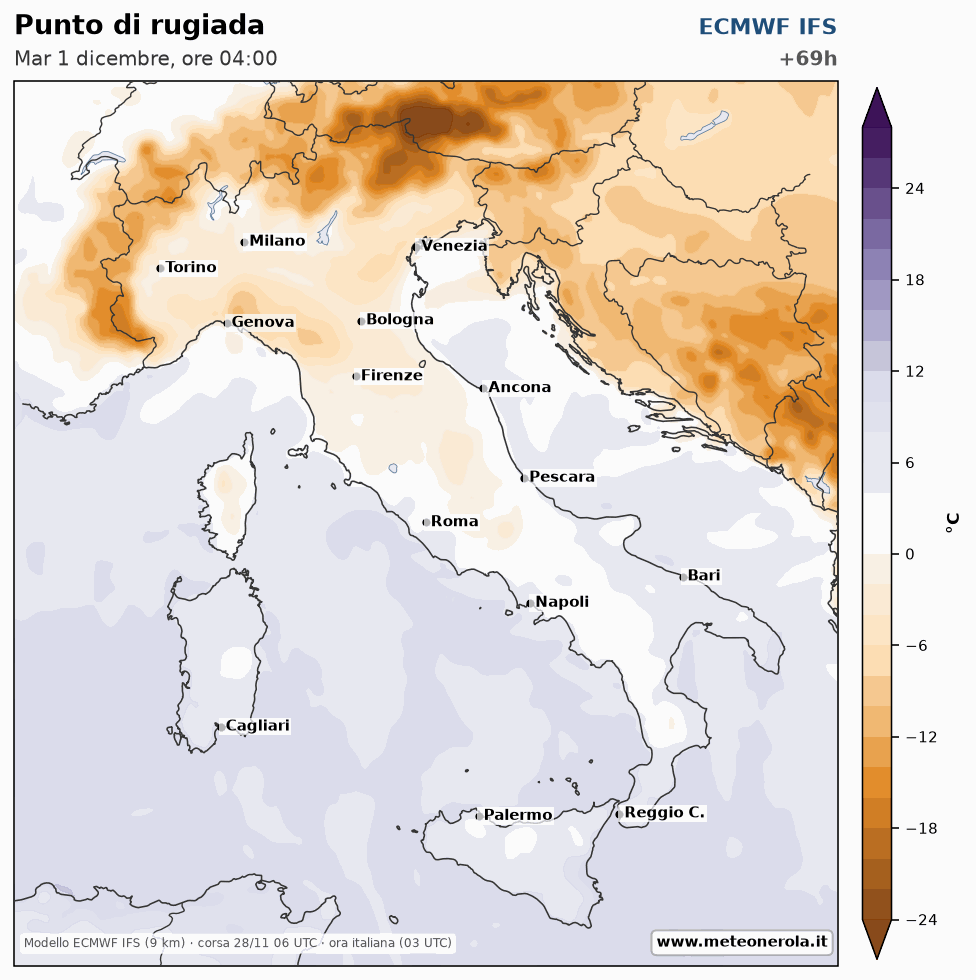 Punto di rugiada
ECMWF IFS
Mar 1 dicembre, ore 04:00
+69h
Milano
Venezia
Torino
Genova
Bologna
Firenze
Ancona
Pescara
Roma
Bari
Napoli
Cagliari
Palermo
Reggio C.
24
18
12
6
0
−6
−12
−18
−24
°C
Modello ECMWF IFS (9 km) · corsa 28/11 06 UTC · ora italiana (03 UTC)
www.meteonerola.it